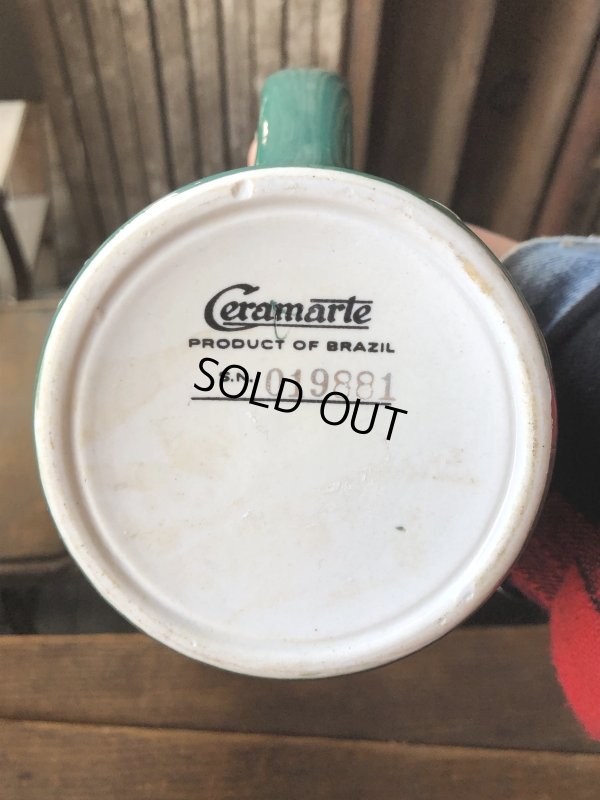 Ceramarte
PRODUCT OF BRAZIL
S.N. 019881
SOLD OUT